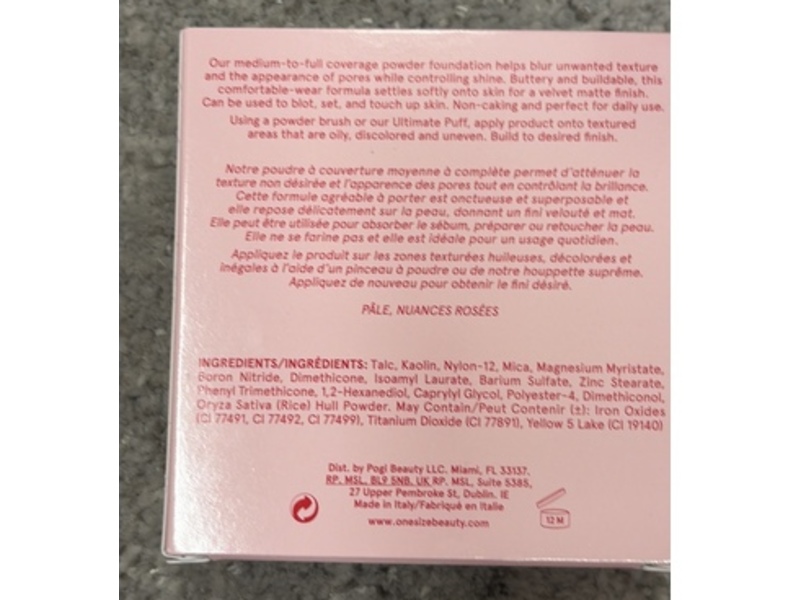 Our medium-to-full coverage powder foundation helps blur unwanted texture
and the appearance of pores while controlling shine. Buttery and buildable, this
comfortable-wear formula settles softly onto skin for a velvet matte finish.
Can be used to blot, set, and touch up skin. Non-caking and perfect for daily use.
Using a powder brush or our Ultimate Puff, apply product onto textured
areas that are oily, discolored and uneven. Build to desired finish.
Notre poudre à couverture moyenne à complète permet d'atténuer la
texture non désirée et l'apparence des pores tout en contrôlant la brillance.
Cette formule agréable à porter est onctueuse et superposable et
elle repose délicatement sur la peau, donnant un fini velouté et mat.
Elle peut être utilisée pour absorber le sébum, préparer ou retoucher la peau.
Elle ne se farine pas et elle est idéale pour un usage quotidien.
Appliquez le produit sur les zones texturées huileuses, décolorées et
inégales à l'aide d'un pinceau à poudre ou de notre houppette suprême.
Appliquez de nouveau pour obtenir le fini désiré.
PÂLE, NUANCES ROSÉES
INGREDIENTS/INGRÉDIENTS: Talc, Kaolin, Nylon-12, Mica, Magnesium Myristate,
Boron Nitride, Dimethicone, Isoamyl Laurate, Barium Sulfate, Zinc Stearate,
Phenyl Trimethicone, 1,2-Hexanediol, Caprylyl Glycol, Polyester-4, Dimethiconol,
Oryza Sativa (Rice) Hull Powder. May Contain/Peut Contenir (±): Iron Oxides
(CI 77491, CI 77492, CI 77499), Titanium Dioxide (CI 77891), Yellow 5 Lake (CI 19140)
Dist. by Pogi Beauty LLC. Miami, FL 33137.
RP. MSL, BL9 5NB, UK RP. MSL, Suite 5385,
27 Upper Pembroke St, Dublin. IE
Made in Italy/Fabriqué en Italie
www.onesizebeauty.com
12 M